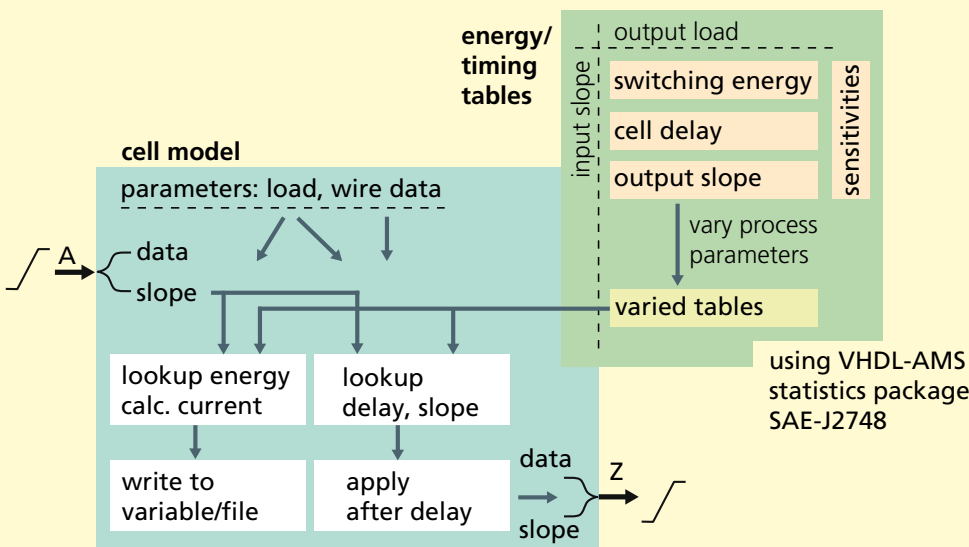 energy/
timing
tables
output load
input slope
switching energy
cell delay
output slope
sensitivities
vary process
parameters
varied tables
using VHDL-AMS
statistics package
SAE-J2748
cell model
parameters: load, wire data
A
data
slope
lookup energy
calc. current
lookup
delay, slope
write to
variable/file
apply
after delay
data
slope
Z